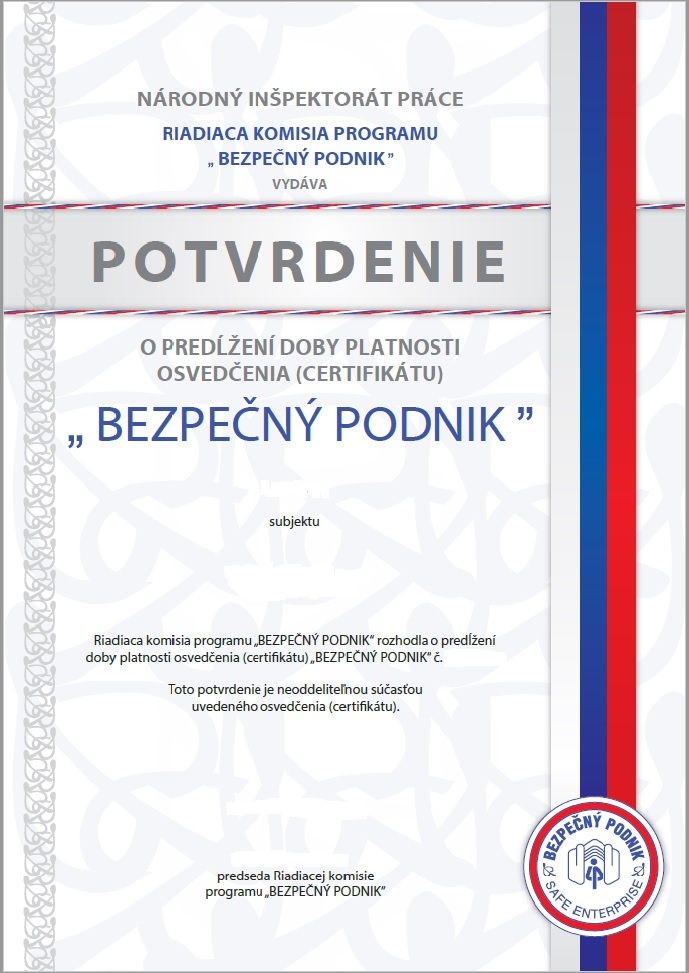 NÁRODNÝ INŠPEKTORÁT PRÁCE
RIADIACA KOMISIA PROGRAMU
„ BEZPEČNÝ PODNIK ”
VYDÁVA
POTVRDENIE
O PREDĹŽENÍ DOBY PLATNOSTI
OSVEDČENIA (CERTIFIKÁTU)
„ BEZPEČNÝ PODNIK ”
subjektu
Riadiaca komisia programu „BEZPEČNÝ PODNIK“ rozhodla o predĺžení
doby platnosti osvedčenia (certifikátu) „BEZPEČNÝ PODNIK“ č.
Toto potvrdenie je neoddeliteľnou súčasťou
uvedeného osvedčenia (certifikátu).
predseda Riadiacej komisie
programu „BEZPEČNÝ PODNIK“
BEZPEČNÝ PODNIK
SAFE ENTERPRISE